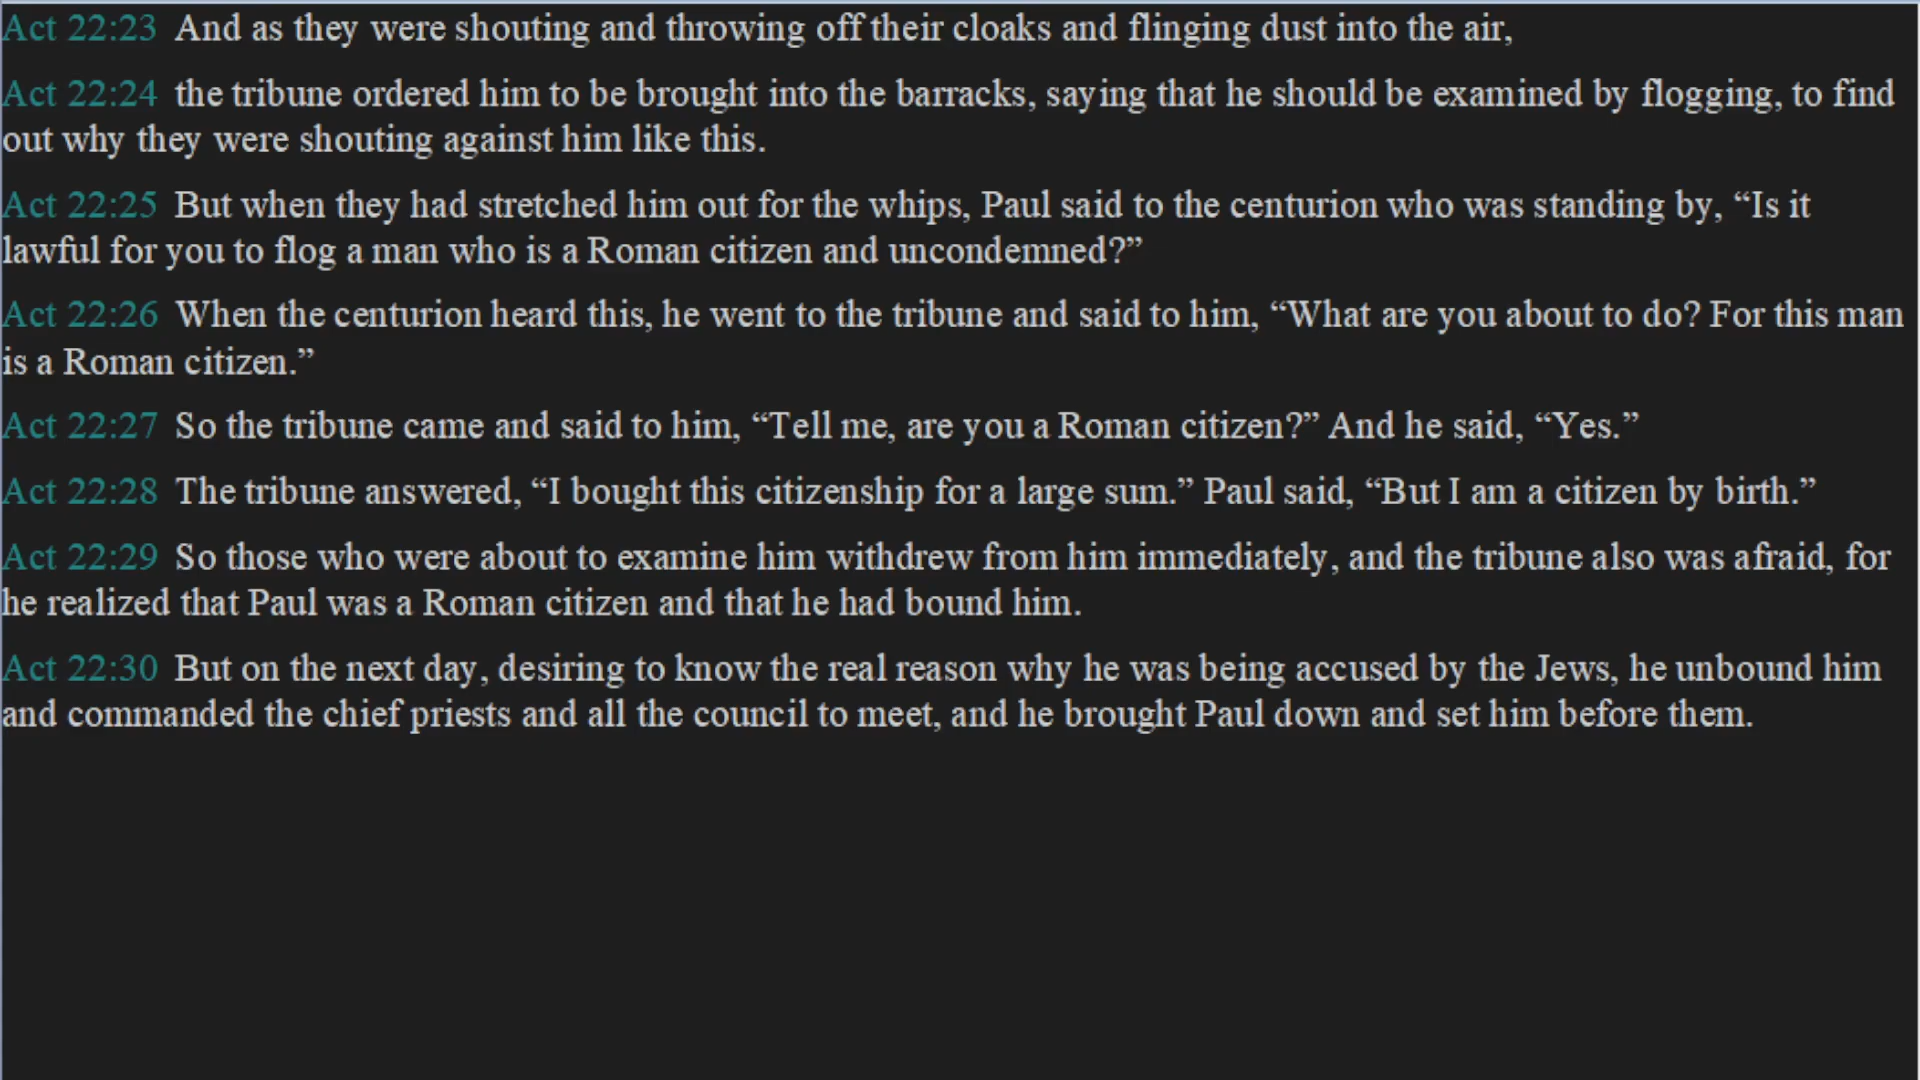 Act 22:23 And as they were shouting and throwing off their cloaks and flinging dust into the air,
Act 22:24 the tribune ordered him to be brought into the barracks, saying that he should be examined by flogging, to find
out why they were shouting against him like this.
Act 22:25 But when they had stretched him out for the whips, Paul said to the centurion who was standing by, “Is it
lawful for you to flog a man who is a Roman citizen and uncondemned?”
Act 22:26 When the centurion heard this, he went to the tribune and said to him, “What are you about to do? For this man
is a Roman citizen.”
Act 22:27 So the tribune came and said to him, “Tell me, are you a Roman citizen?” And he said, “Yes.”
Act 22:28 The tribune answered, “I bought this citizenship for a large sum.” Paul said, “But I am a citizen by birth.”
Act 22:29 So those who were about to examine him withdrew from him immediately, and the tribune also was afraid, for
he realized that Paul was a Roman citizen and that he had bound him.
Act 22:30 But on the next day, desiring to know the real reason why he was being accused by the Jews, he unbound him
and commanded the chief priests and all the council to meet, and he brought Paul down and set him before them.